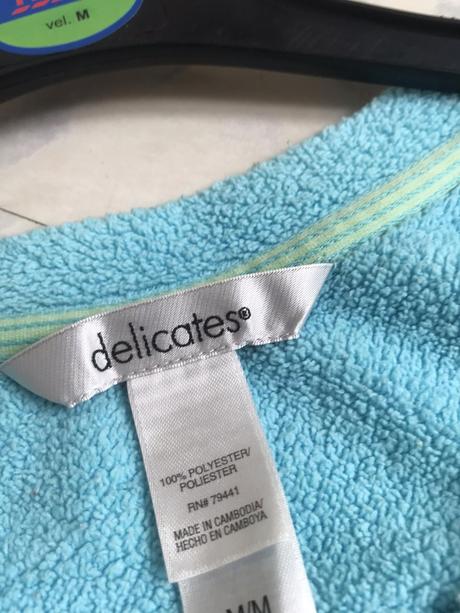 vel. M
delicates®
100% POLYESTER/
POLIESTER
RN# 79441
MADE IN CAMBODIA/
HECHO EN CAMBOYA
M/M